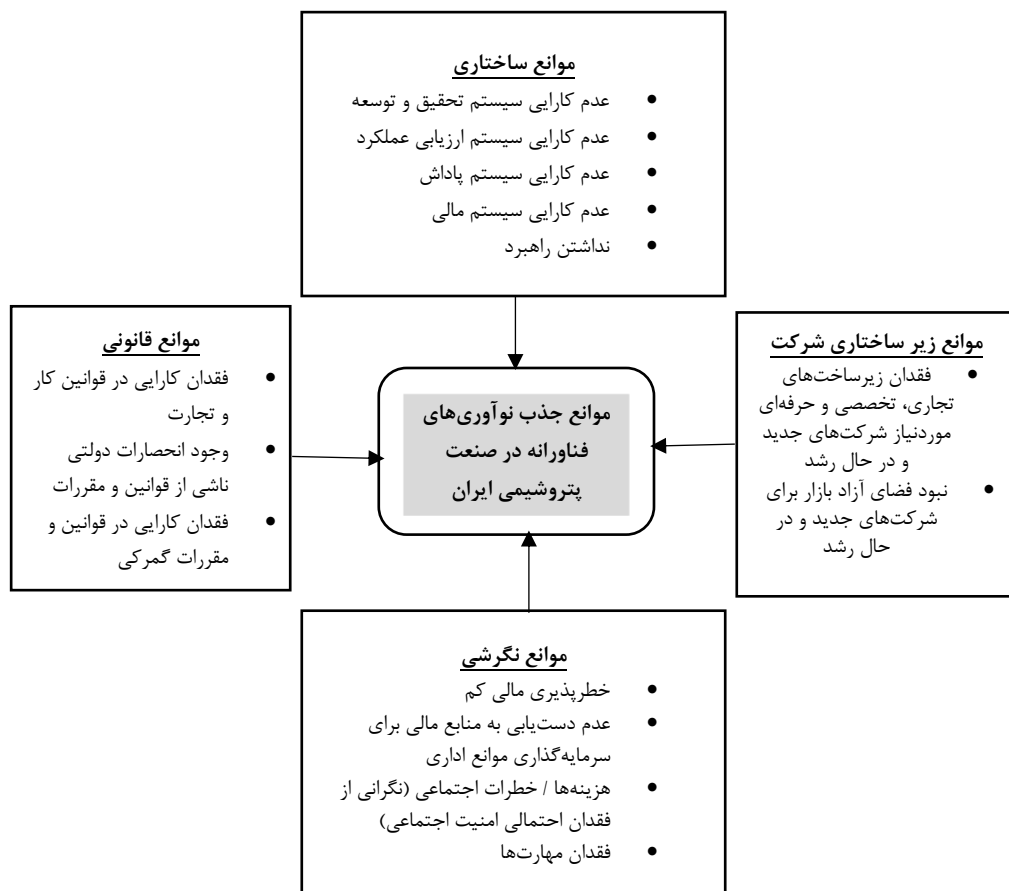 موانع ساختاری
• عدم کارایی سیستم تحقیق و توسعه
• عدم کارایی سیستم ارزیابی عملکرد
• عدم کارایی سیستم پاداش
• عدم کارایی سیستم مالی
• نداشتن راهبرد
موانع زیر ساختاری شرکت
• فقدان زیرساخت‌های
تجاری، تخصصی و حرفه‌ای
موردنیاز شرکت‌های جدید
و در حال رشد
• نبود فضای آزاد بازار برای
شرکت‌های جدید و در
حال رشد
موانع جذب نوآوری‌های
فناورانه در صنعت
پتروشیمی ایران
موانع قانونی
• فقدان کارایی در قوانین کار
و تجارت
• وجود انحصارات دولتی
ناشی از قوانین و مقررات
• فقدان کارایی در قوانین و
مقررات گمرکی
موانع نگرشی
• خطرپذیری مالی کم
• عدم دست‌یابی به منابع مالی برای
سرمایه‌گذاری موانع اداری
• هزینه‌ها / خطرات اجتماعی (نگرانی از
فقدان احتمالی امنیت اجتماعی)
• فقدان مهارت‌ها